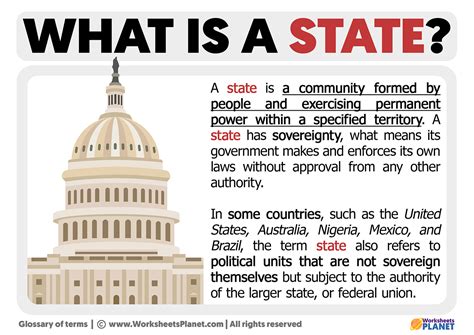 WHAT IS A STATE?
A state is a community formed by
people and exercising permanent
power within a specified territory. A
state has sovereignty, what means its
government makes and enforces its own
laws without approval from any other
authority.
In some countries, such as the United
States, Australia, Nigeria, Mexico, and
Brazil, the term state also refers to
political units that are not sovereign
themselves but subject to the authority
of the larger state, or federal union.
Glossary of terms | © www.WorksheetsPlanet.com | All rights reserved
Worksheets
PLANET